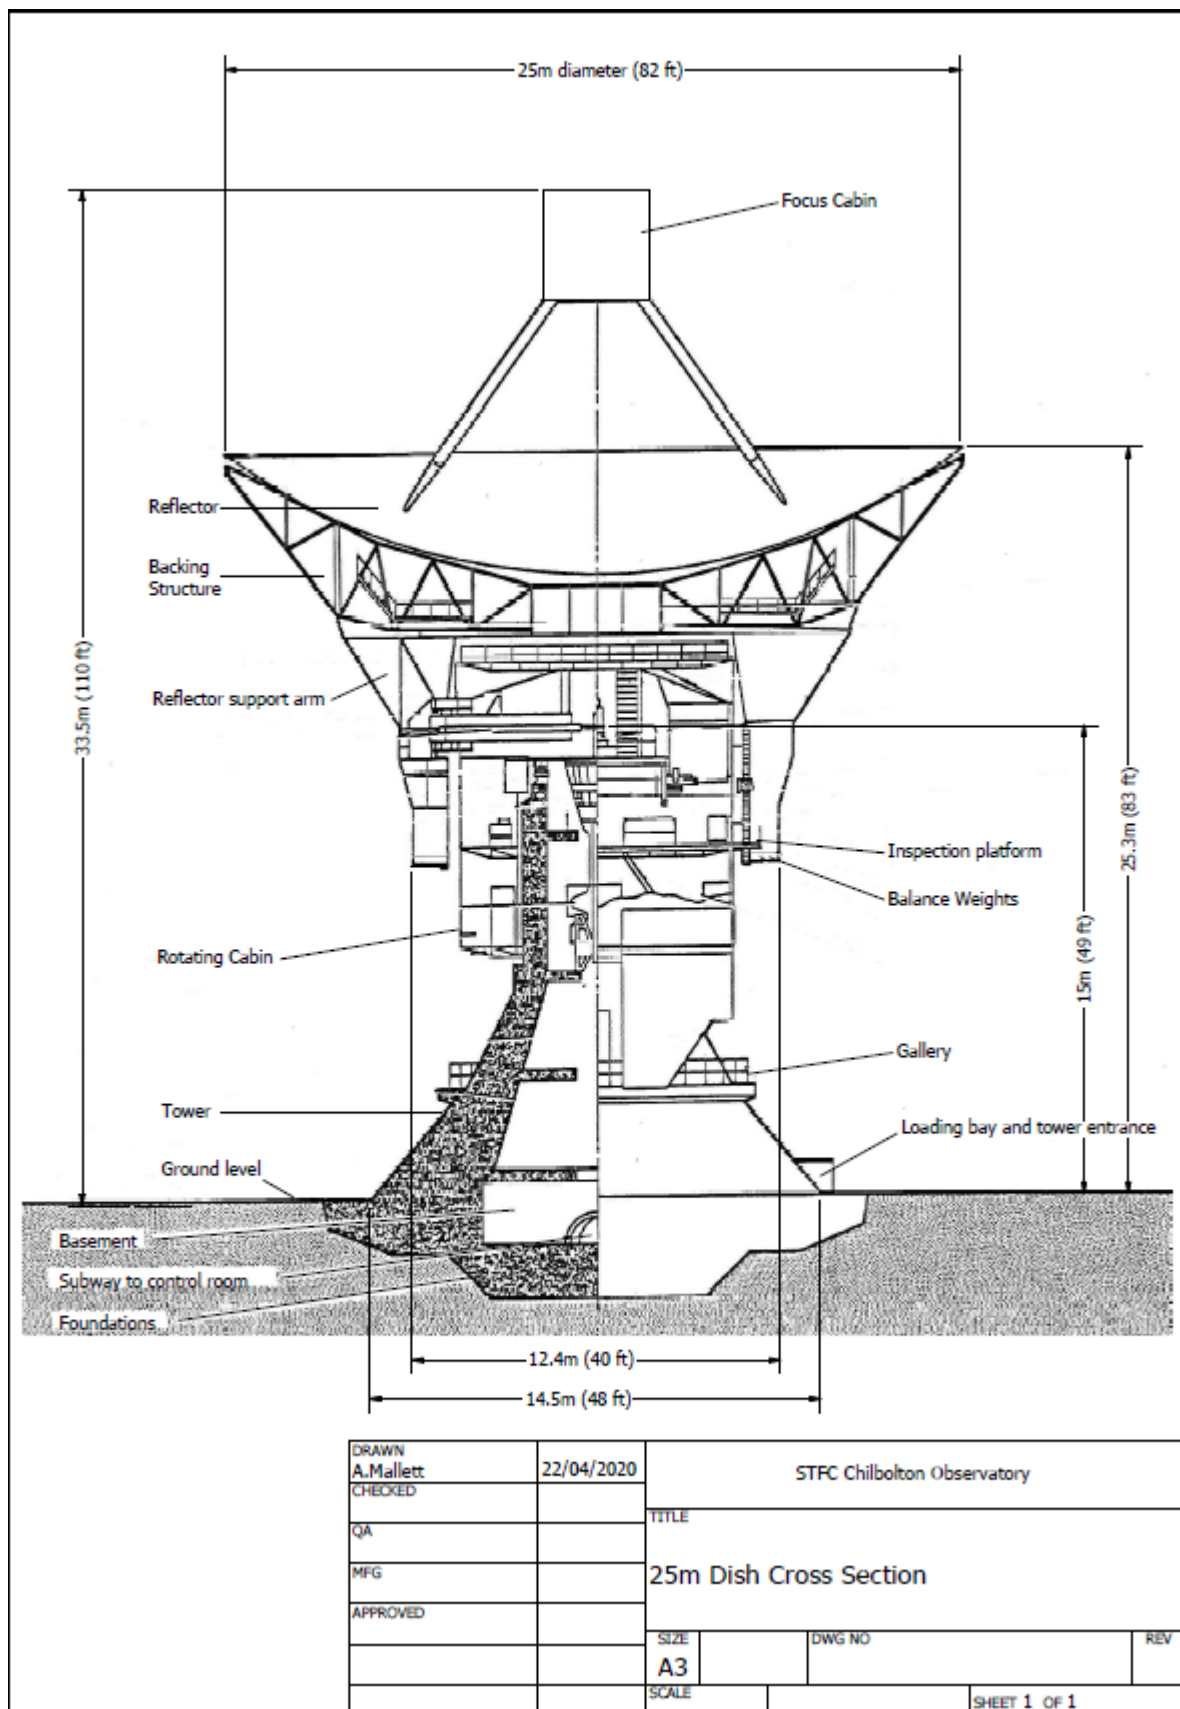 25m diameter (82 ft)
Focus Cabin
Reflector
Backing
Structure
33.5m (110 ft)
Reflector support arm
25.3m (83 ft)
Inspection platform
Balance Weights
Rotating Cabin
15m (49 ft)
Gallery
Tower
Loading bay and tower entrance
Ground level
Basement
Subway to control room
Foundations
12.4m (40 ft)
14.5m (48 ft)
DRAWN
A.Mallett
22/04/2020
STFC Chilbolton Observatory
CHECKED
TITLE
QA
MFG
25m Dish Cross Section
APPROVED
SIZE
A3
DWG NO
REV
SCALE
SHEET 1 OF 1